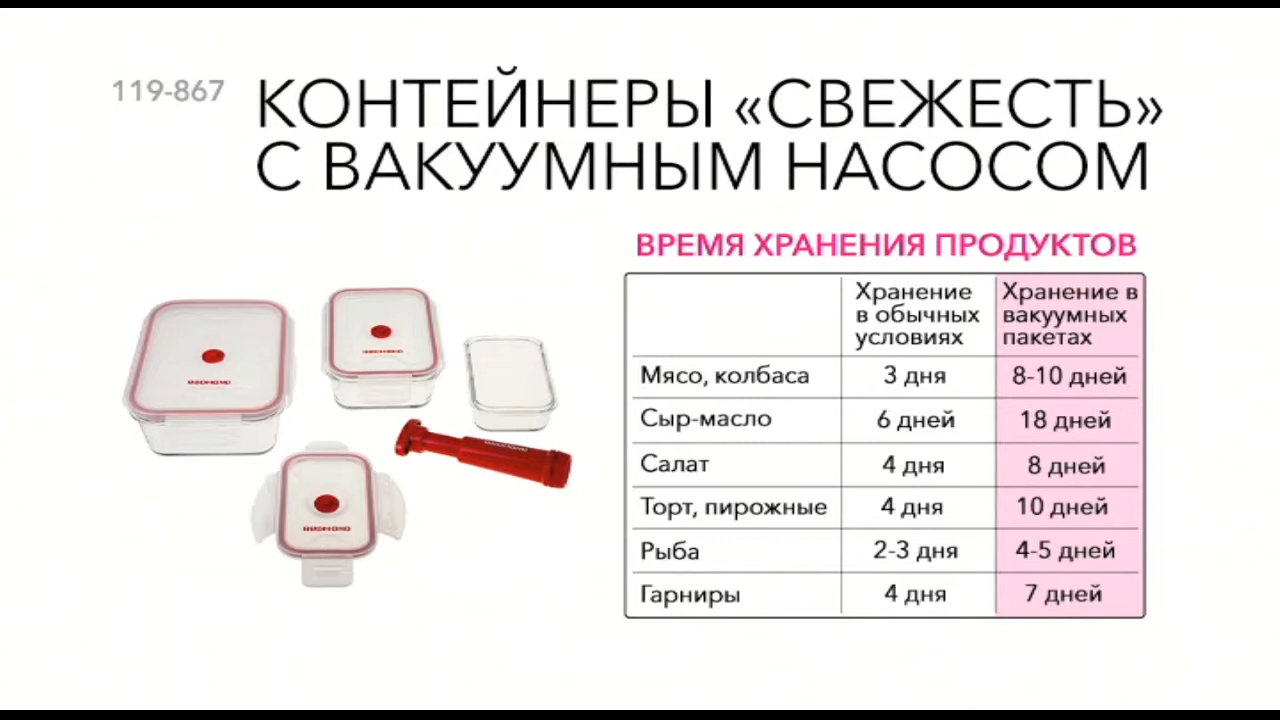 119-867
КОНТЕЙНЕРЫ «СВЕЖЕСТЬ»
С ВАКУУМНЫМ НАСОСОМ
ВРЕМЯ ХРАНЕНИЯ ПРОДУКТОВ
Хранение в обычных условиях Хранение в вакуумных пакетах
Мясо, колбаса 3 дня 8-10 дней
Сыр-масло 6 дней 18 дней
Салат 4 дня 8 дней
Торт, пирожные 4 дня 10 дней
Рыба 2-3 дня 4-5 дней
Гарниры 4 дня 7 дней